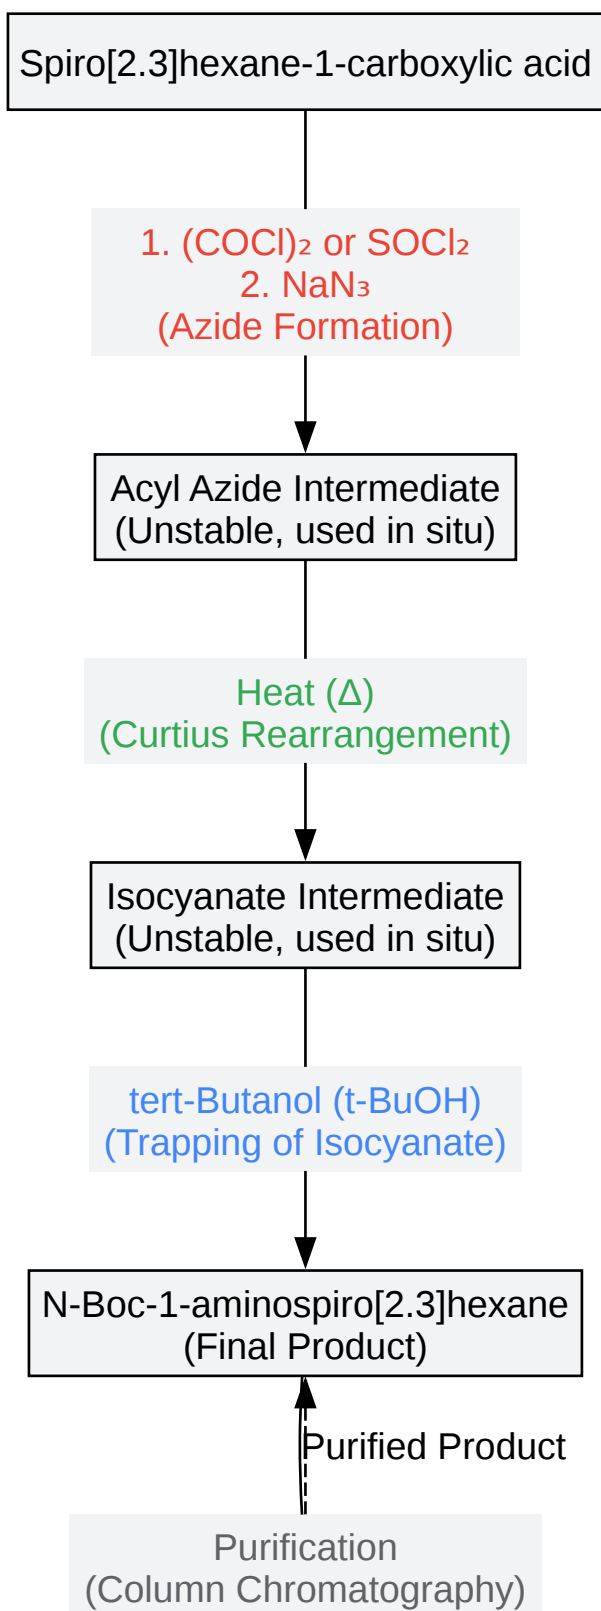 Spiro[2.3]hexane-1-carboxylic acid
1. (COCl)₂ or SOCl₂
2. NaN₃
(Azide Formation)
Acyl Azide Intermediate
(Unstable, used in situ)
Heat (Δ)
(Curtius Rearrangement)
Isocyanate Intermediate
(Unstable, used in situ)
tert-Butanol (t-BuOH)
(Trapping of Isocyanate)
N-Boc-1-aminospiro[2.3]hexane
(Final Product)
Purified Product
Purification
(Column Chromatography)